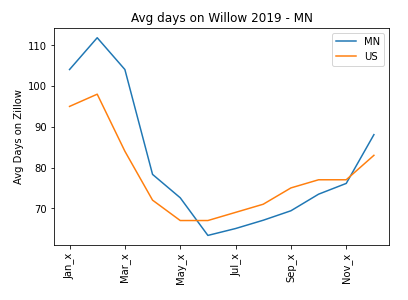 Avg days on Willow 2019 - MN
MN
US
Avg Days on Zillow
110
100
90
80
70
Jan_x
Mar_x
May_x
Jul_x
Sep_x
Nov_x